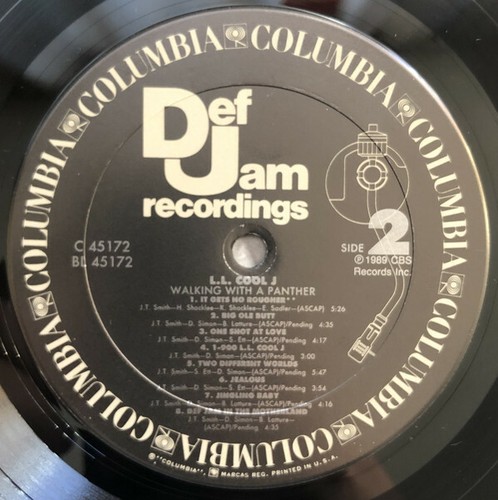 COLUMBIA COLUMBIA COLUMBIA COLUMBIA COLUMBIA COLUMBIA COLUMBIA COLUMBIA
Def
Jam
recordings
C 45172
BL 45172
SIDE 2
℗ 1989 CBS
Records Inc.
L.L. COOL J
WALKING WITH A PANTHER
1. IT GETS NO ROUGHER**
J.T. Smith—H. Shocklee—K. Shocklee—E. Sadler—(ASCAP) 5:26
2. BIG OLE BUTT
J.T. Smith—D. Simon—B. Latture—(ASCAP)/Pending 4:35
3. ONE SHOT AT LOVE
J.T. Smith—D. Simon—S. Ett—(ASCAP)/Pending 4:17
4. 1-900 L.L. COOL J
J.T. Smith—D. Simon—(ASCAP)/Pending 3:00
5. TWO DIFFERENT WORLDS
J.T. Smith—S. Ett—D. Simon—(ASCAP)/Pending 5:47
6. JEALOUS
Smith—D. Simon—S. Ett—(ASCAP)/Pending 3:54
7. JINGLING BABY
J.T. Smith—D. Simon—B. Latture—(ASCAP)/Pending 4:16
8. DEF JAM IN THE MOTHERLAND
J.T. Smith—D. Simon—B. Latture—
(ASCAP)/Pending 4:35
®"COLUMBIA", MARCAS REG. PRINTED IN U.S.A.